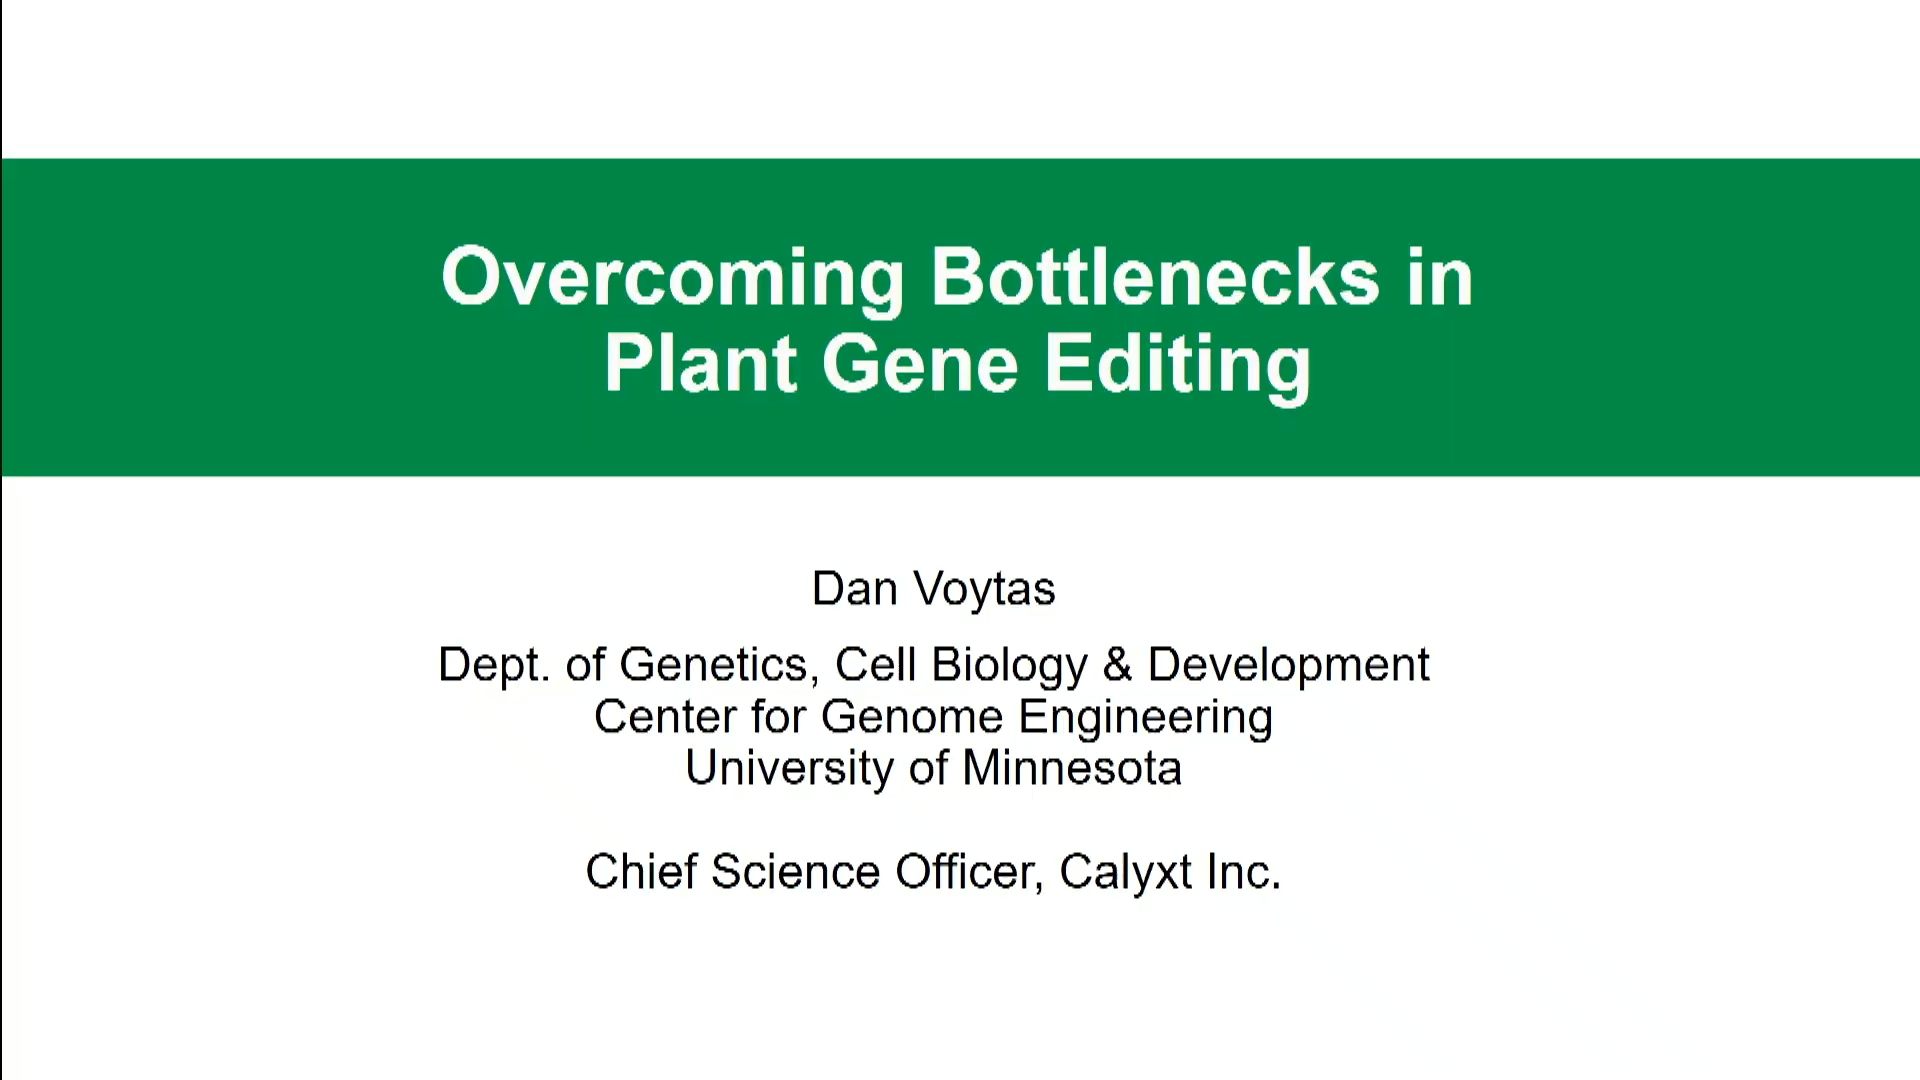 Overcoming Bottlenecks in
Plant Gene Editing
Dan Voytas
Dept. of Genetics, Cell Biology & Development
Center for Genome Engineering
University of Minnesota
Chief Science Officer, Calyxt Inc.